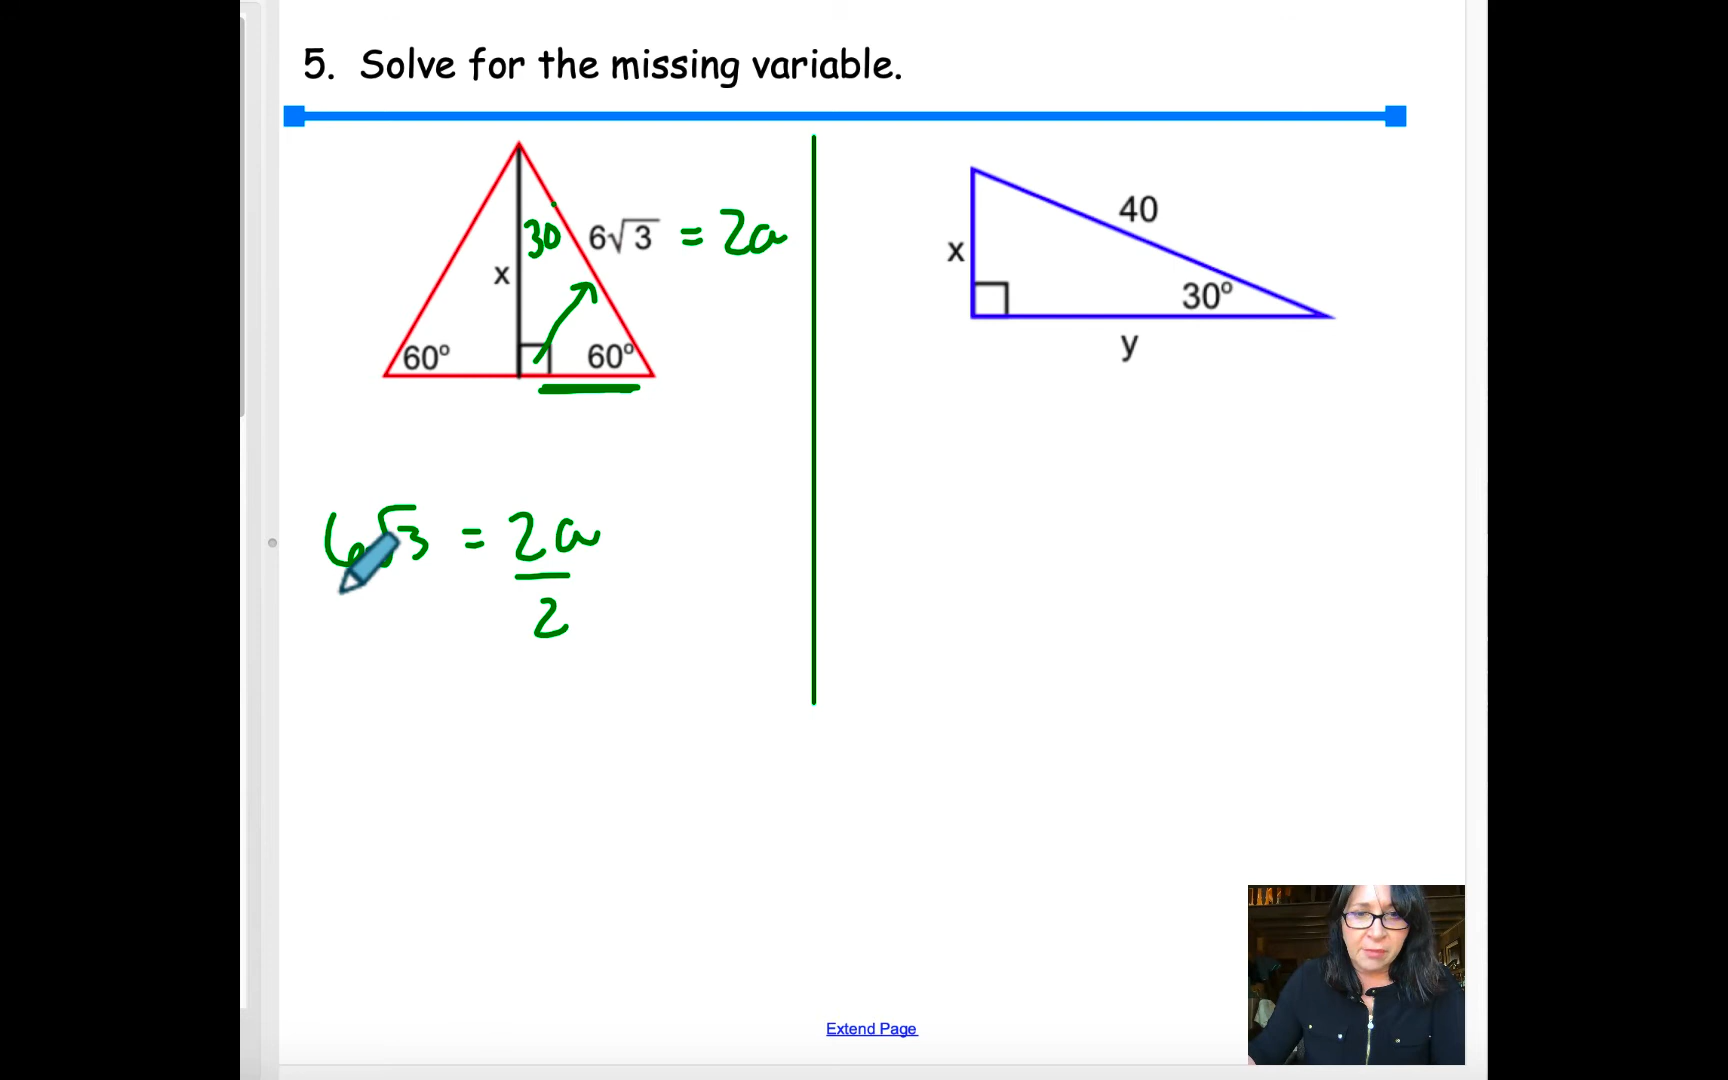 5. Solve for the missing variable.
30
6√3 = 2a
x
60°
60°
40
x
30°
y
6√3 = 2a
2
Extend Page